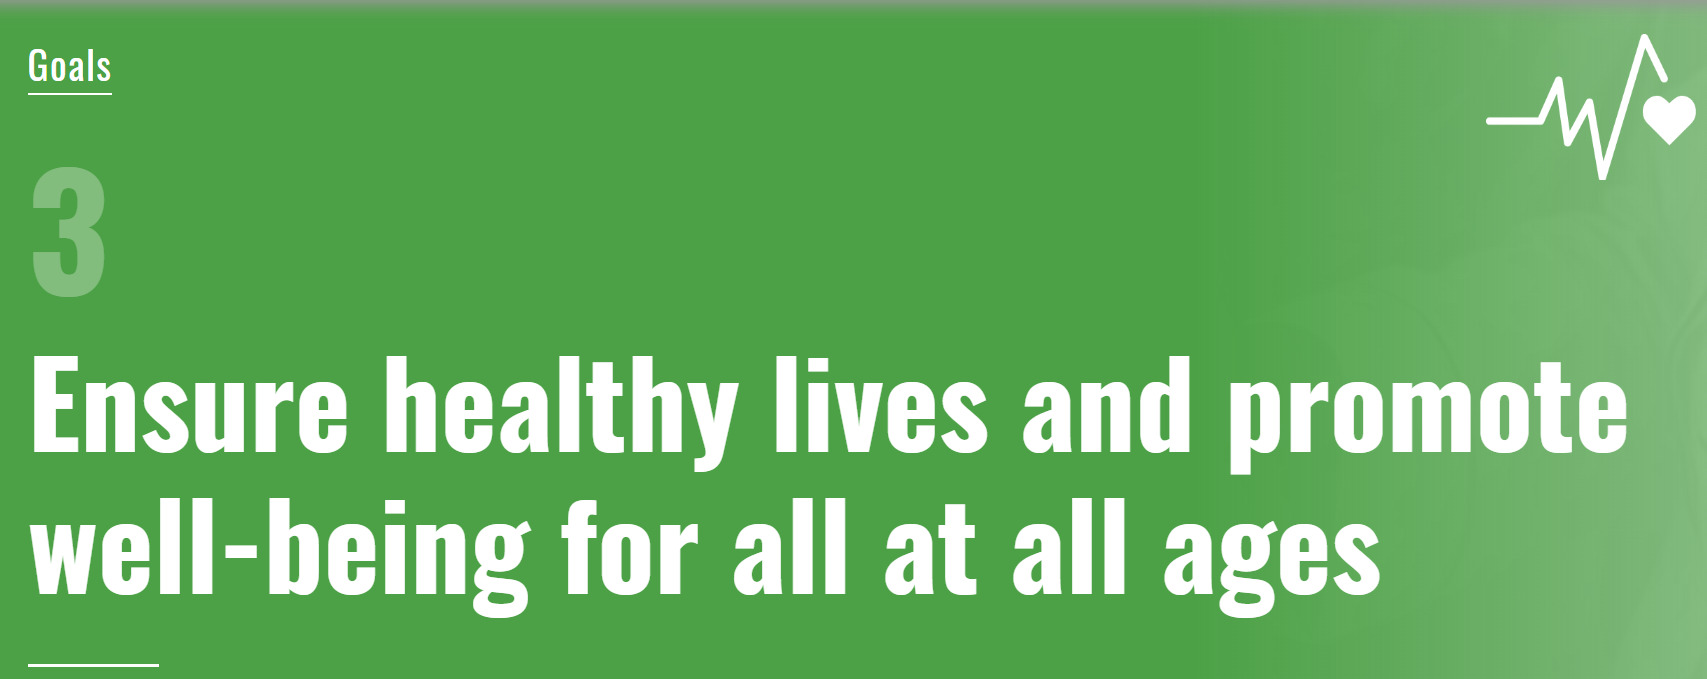 Goals
3
Ensure healthy lives and promote
well-being for all at all ages